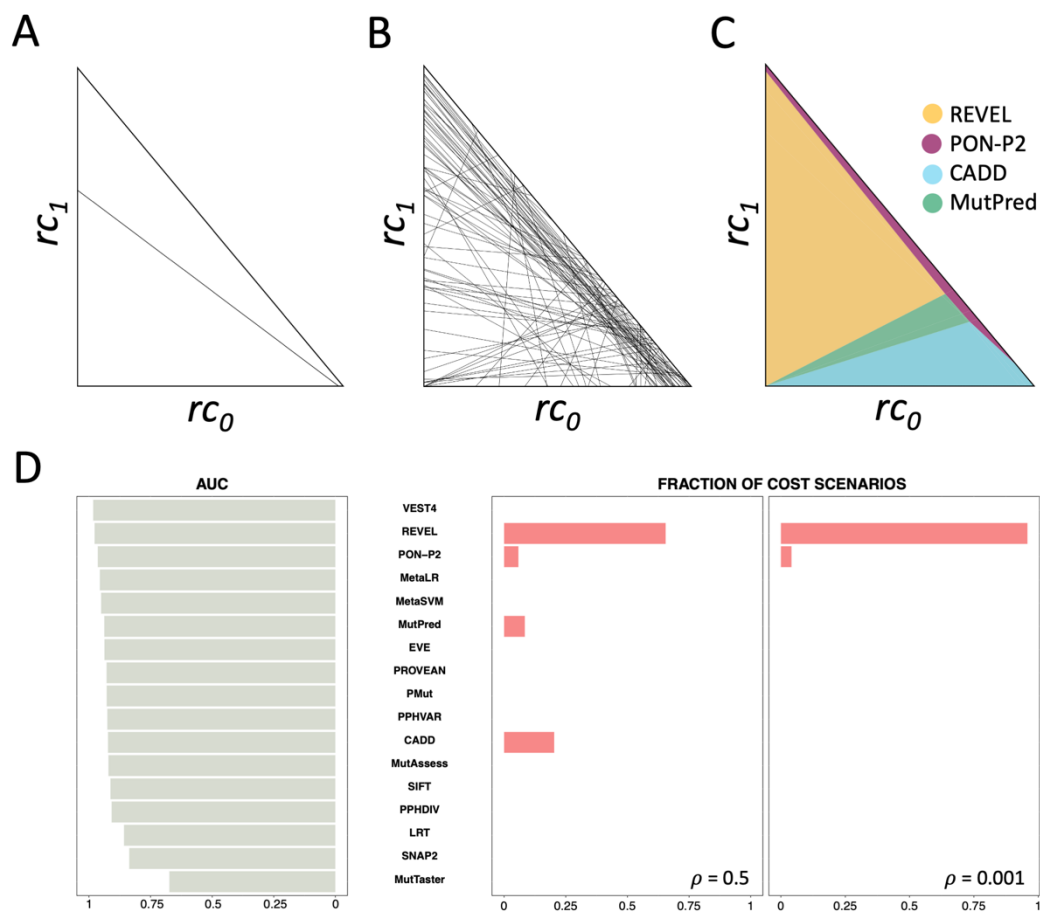 A
B
C
rc1
rc0
rc1
rc0
rc1
rc0
REVEL
PON-P2
CADD
MutPred
D
AUC
FRACTION OF COST SCENARIOS
VEST4
REVEL
PON−P2
MetaLR
MetaSVM
MutPred
EVE
PROVEAN
PMut
PPHVAR
CADD
MutAssess
SIFT
PPHDIV
LRT
SNAP2
MutTaster
ρ = 0.5
ρ = 0.001
1 0.75 0.5 0.25 0
0 0.25 0.5 0.75 1
0 0.25 0.5 0.75 1